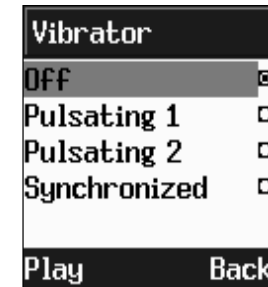 Vibrator
Off
Pulsating 1
Pulsating 2
Synchronized
Play Back